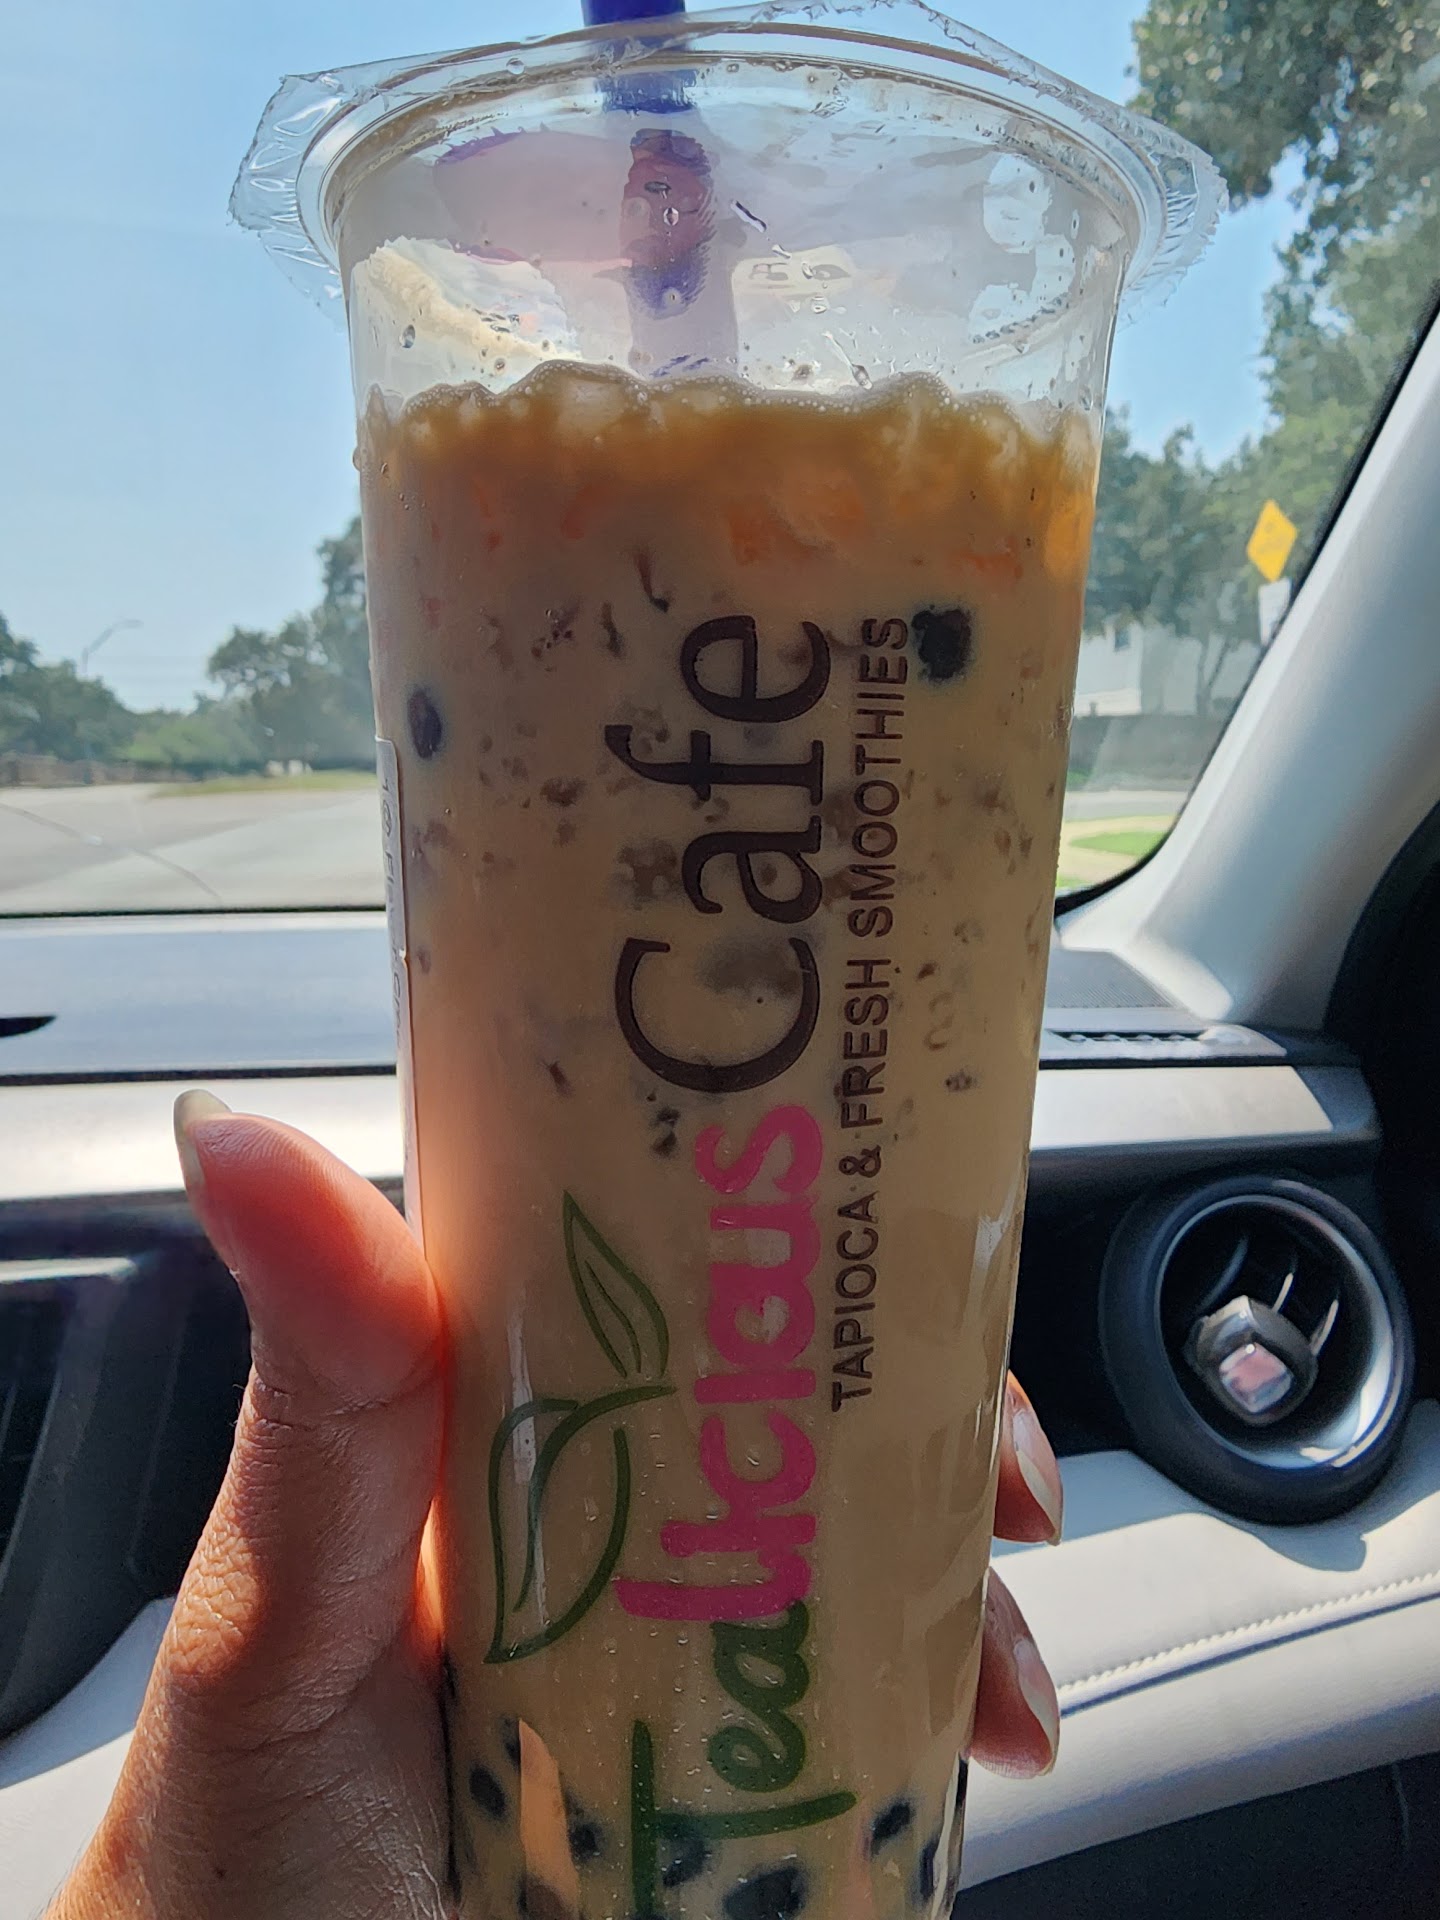 Tealicious Cafe
TAPIOCA & FRESH SMOOTHIES